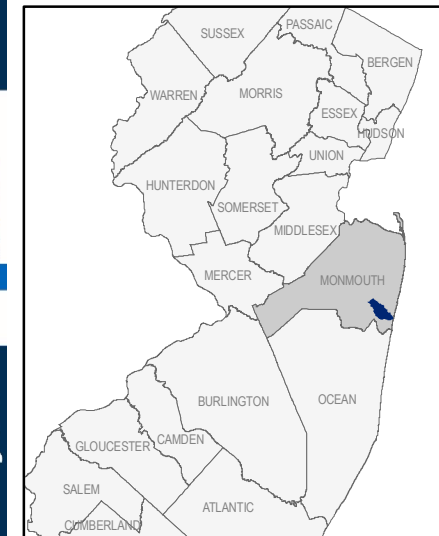 SUSSEX
PASSAIC
BERGEN
WARREN
MORRIS
ESSEX
HUDSON
UNION
HUNTERDON
SOMERSET
MIDDLESEX
MERCER
MONMOUTH
BURLINGTON
OCEAN
CAMDEN
GLOUCESTER
SALEM
ATLANTIC
CUMBERLAND